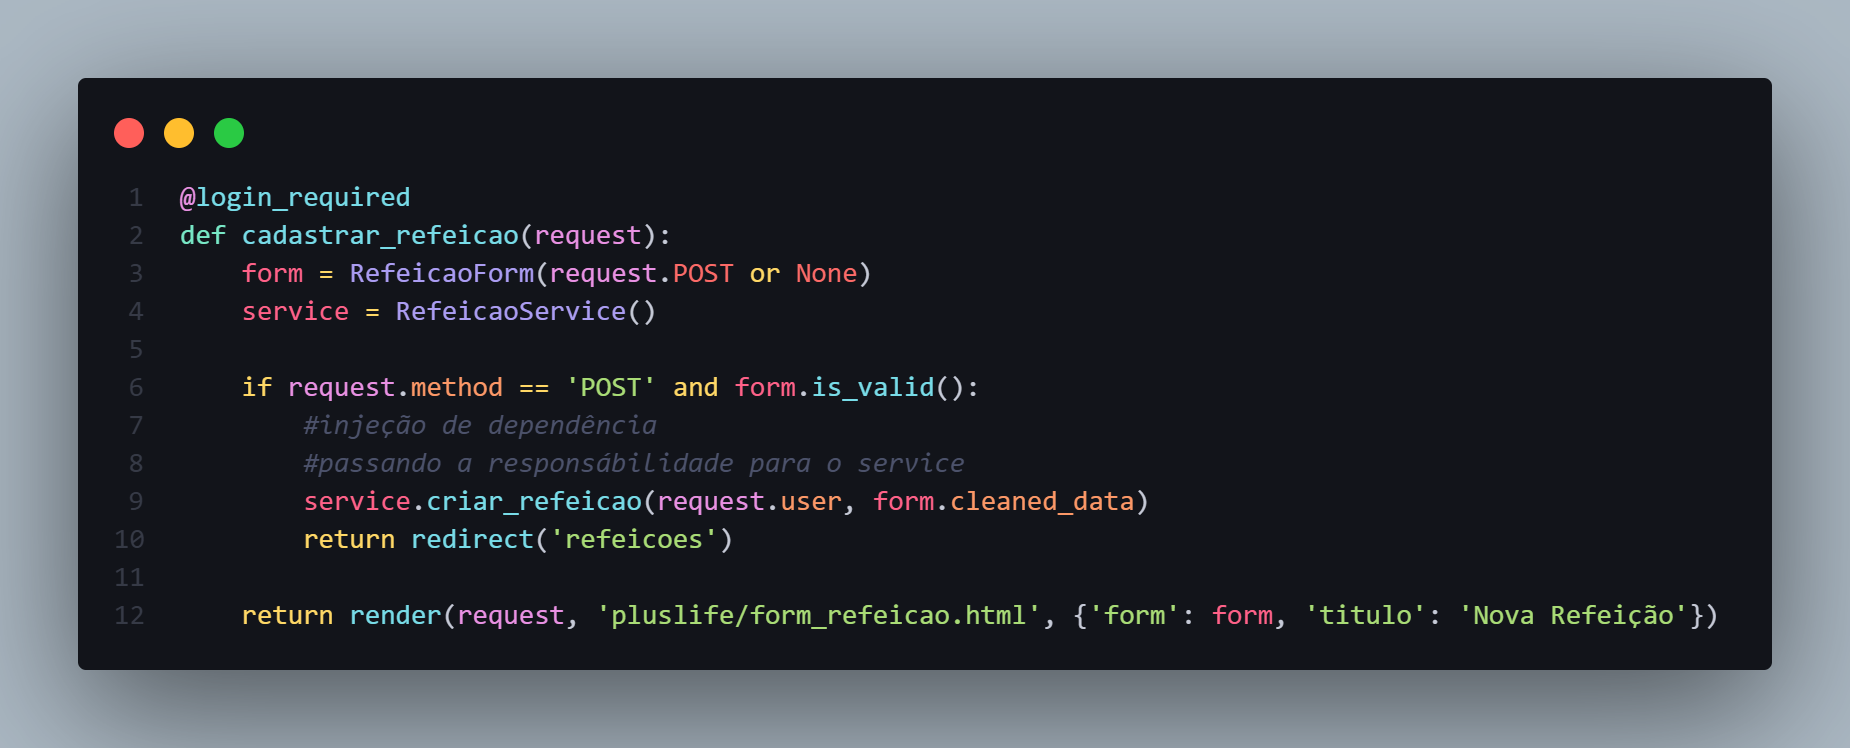 1 @login_required
2 def cadastrar_refeicao(request):
3     form = RefeicaoForm(request.POST or None)
4     service = RefeicaoService()
5
6     if request.method == 'POST' and form.is_valid():
7         #injeção de dependência
8         #passando a responsábilidade para o service
9         service.criar_refeicao(request.user, form.cleaned_data)
10         return redirect('refeicoes')
11
12     return render(request, 'pluslife/form_refeicao.html', {'form': form, 'titulo': 'Nova Refeição'})